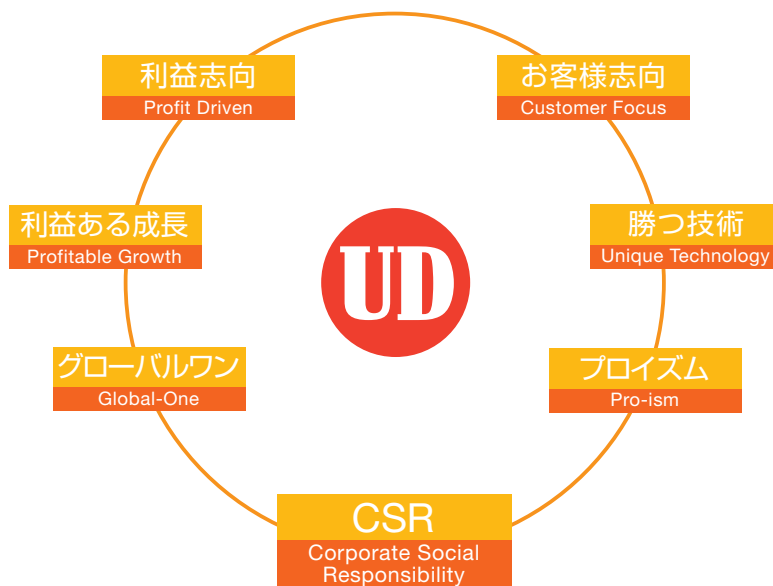 利益志向
Profit Driven
お客様志向
Customer Focus
利益ある成長
Profitable Growth
UD
勝つ技術
Unique Technology
グローバルワン
Global-One
プロイズム
Pro-ism
CSR
Corporate Social
Responsibility